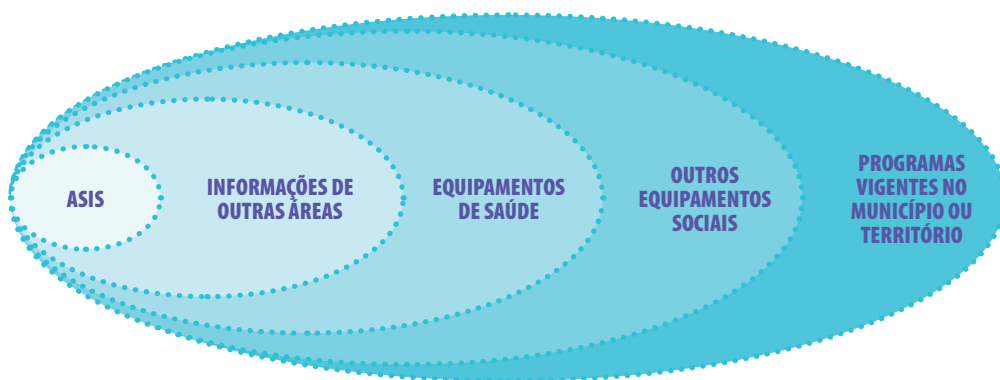 ASIS
INFORMAÇÕES DE
OUTRAS ÁREAS
EQUIPAMENTOS
DE SAÚDE
OUTROS
EQUIPAMENTOS
SOCIAIS
PROGRAMAS
VIGENTES NO
MUNICÍPIO OU
TERRITÓRIO